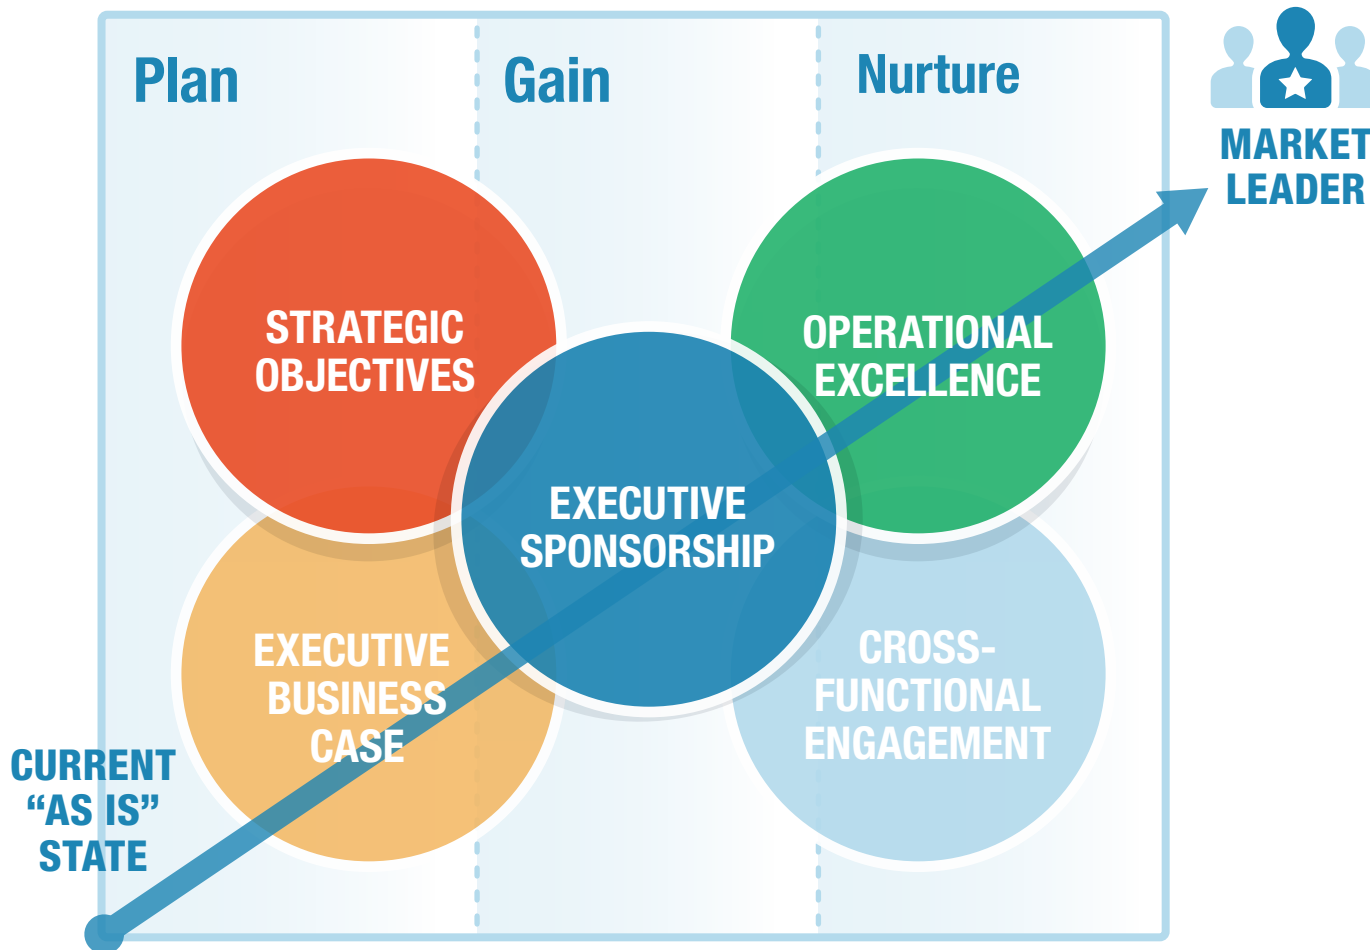 Plan
Gain
Nurture
MARKET
LEADER
STRATEGIC
OBJECTIVES
OPERATIONAL
EXCELLENCE
EXECUTIVE
SPONSORSHIP
EXECUTIVE
BUSINESS
CASE
CROSS-
FUNCTIONAL
ENGAGEMENT
CURRENT
“AS IS”
STATE